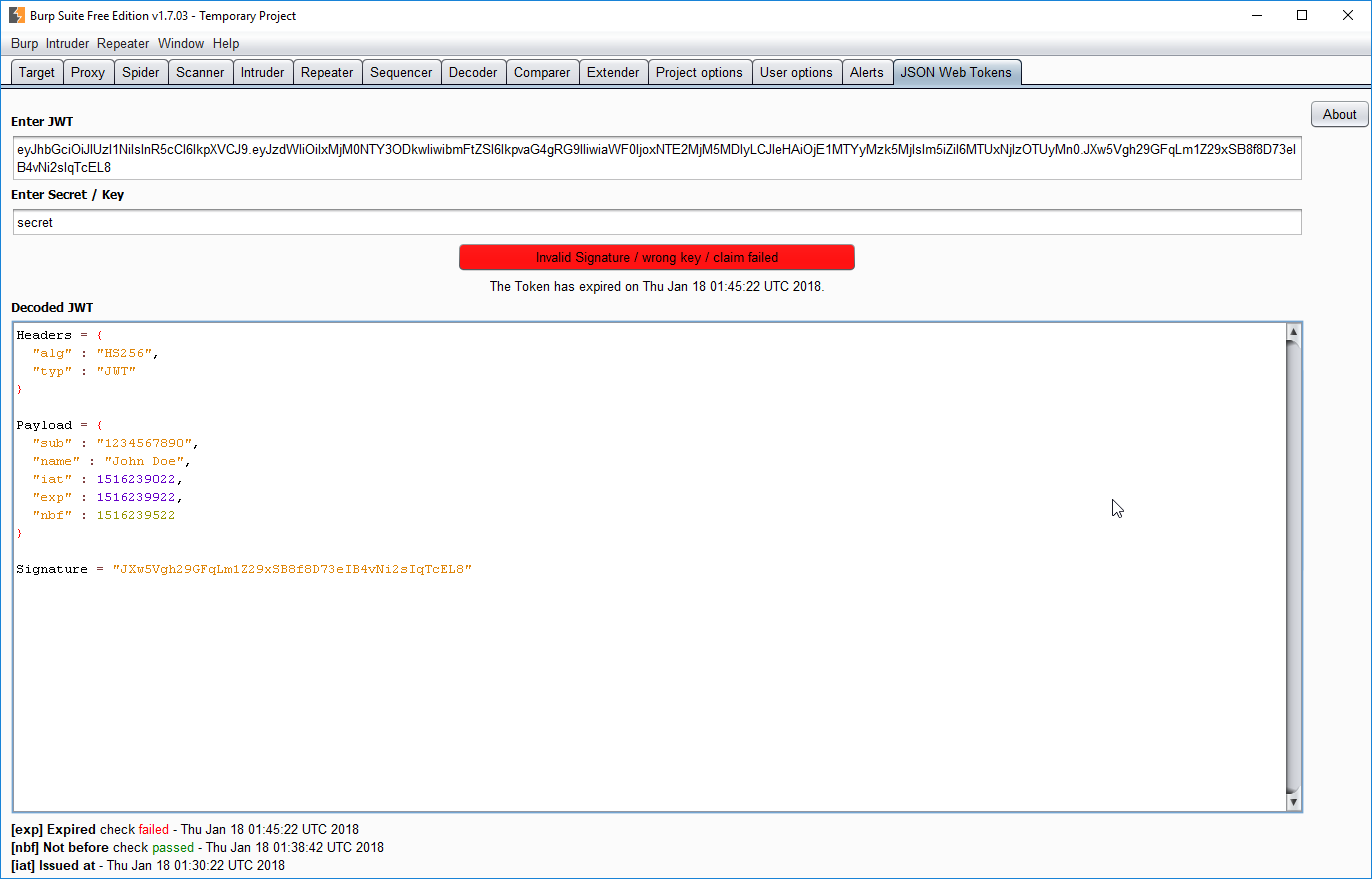 Burp Suite Free Edition v1.7.03 - Temporary Project
Burp Intruder Repeater Window Help
Target Proxy Spider Scanner Intruder Repeater Sequencer Decoder Comparer Extender Project options User options Alerts JSON Web Tokens
About
Enter JWT
eyJhbGciOiJIUzI1NiIsInR5cCI6IkpXVCJ9.eyJzdWIiOiIxMjM0NTY3ODkwIiwibmFtZSI6IkpvaG4gRG9lIiwiaWF0IjoxNTE2MjM5MDIyLCJleHAiOjE1MTYyMzk5MjIsIm5iZiI6MTUxNjIzOTUyMn0.JXw5Vgh29GFqLm1Z29xSB8f8D73eI
B4vNi2sIqTcEL8
Enter Secret / Key
secret
Invalid Signature / wrong key / claim failed
The Token has expired on Thu Jan 18 01:45:22 UTC 2018.
Decoded JWT
Headers = {
"alg" : "HS256",
"typ" : "JWT"
}
Payload = {
"sub" : "1234567890",
"name" : "John Doe",
"iat" : 1516239022,
"exp" : 1516239922,
"nbf" : 1516239522
}
Signature = "JXw5Vgh29GFqLm1Z29xSB8f8D73eIB4vNi2sIqTcEL8"
[exp] Expired check failed - Thu Jan 18 01:45:22 UTC 2018
[nbf] Not before check passed - Thu Jan 18 01:38:42 UTC 2018
[iat] Issued at - Thu Jan 18 01:30:22 UTC 2018